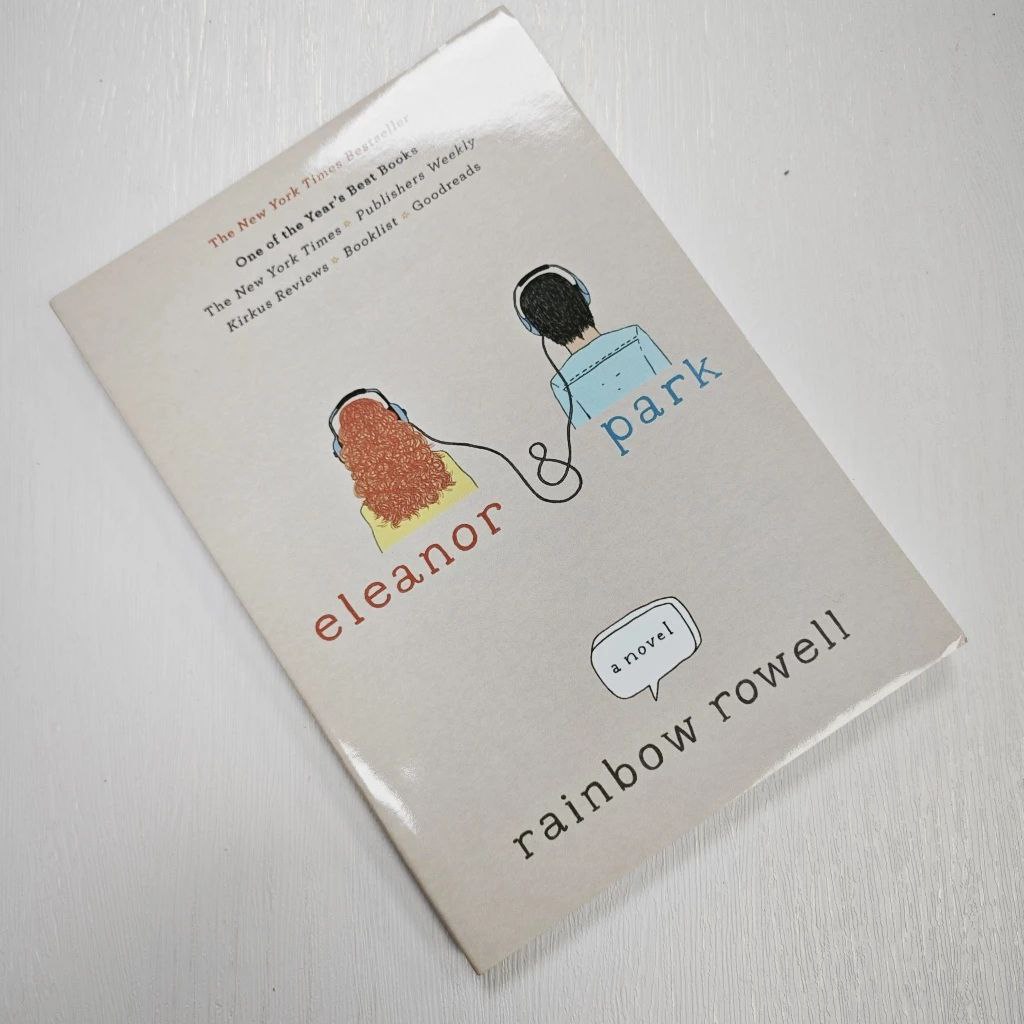 The New York Times Bestseller
One of the Year's Best Books
The New York Times * Publishers Weekly
Kirkus Reviews * Booklist * Goodreads
eleanor
&
park
a novel
rainbow rowell